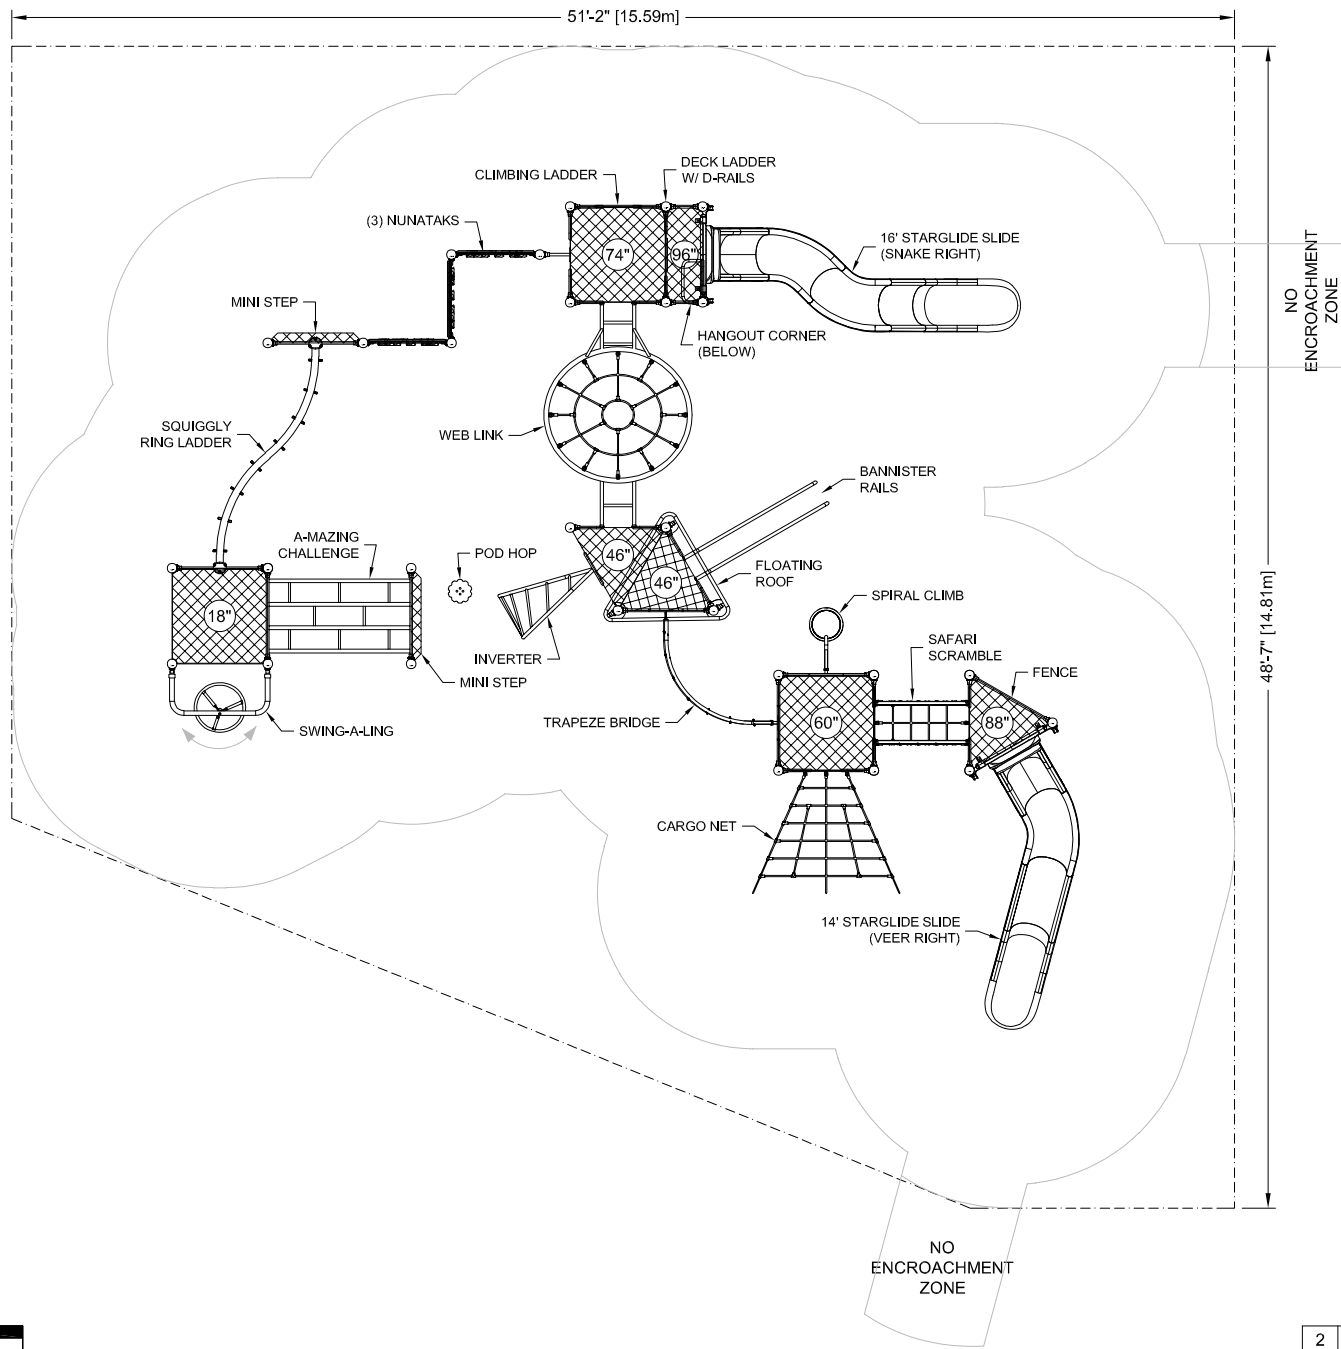 51'-2" [15.59m]
DECK LADDER
W/ D-RAILS
CLIMBING LADDER
(3) NUNATAKS
16' STARGLIDE SLIDE
(SNAKE RIGHT)
74"
96"
NO
ENCROACHMENT
ZONE
MINI STEP
HANGOUT CORNER
(BELOW)
SQUIGGLY
RING LADDER
WEB LINK
BANNISTER
RAILS
A-MAZING
CHALLENGE
POD HOP
46"
46"
FLOATING
ROOF
18"
SPIRAL CLIMB
48'-7" [14.81m]
INVERTER
MINI STEP
SAFARI
SCRAMBLE
FENCE
SWING-A-LING
TRAPEZE BRIDGE
60"
88"
CARGO NET
14' STARGLIDE SLIDE
(VEER RIGHT)
NO
ENCROACHMENT
ZONE
2